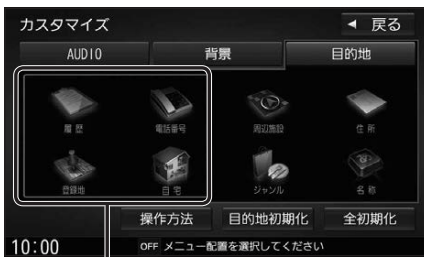 カスタマイズ ◀ 戻る
AUDIO 背景 目的地
履歴 電話番号 周辺施設 住所
登録地 自宅 ジャンル 名称
操作方法 目的地初期化 全初期化
10:00 OFF メニュー配置を選択してください